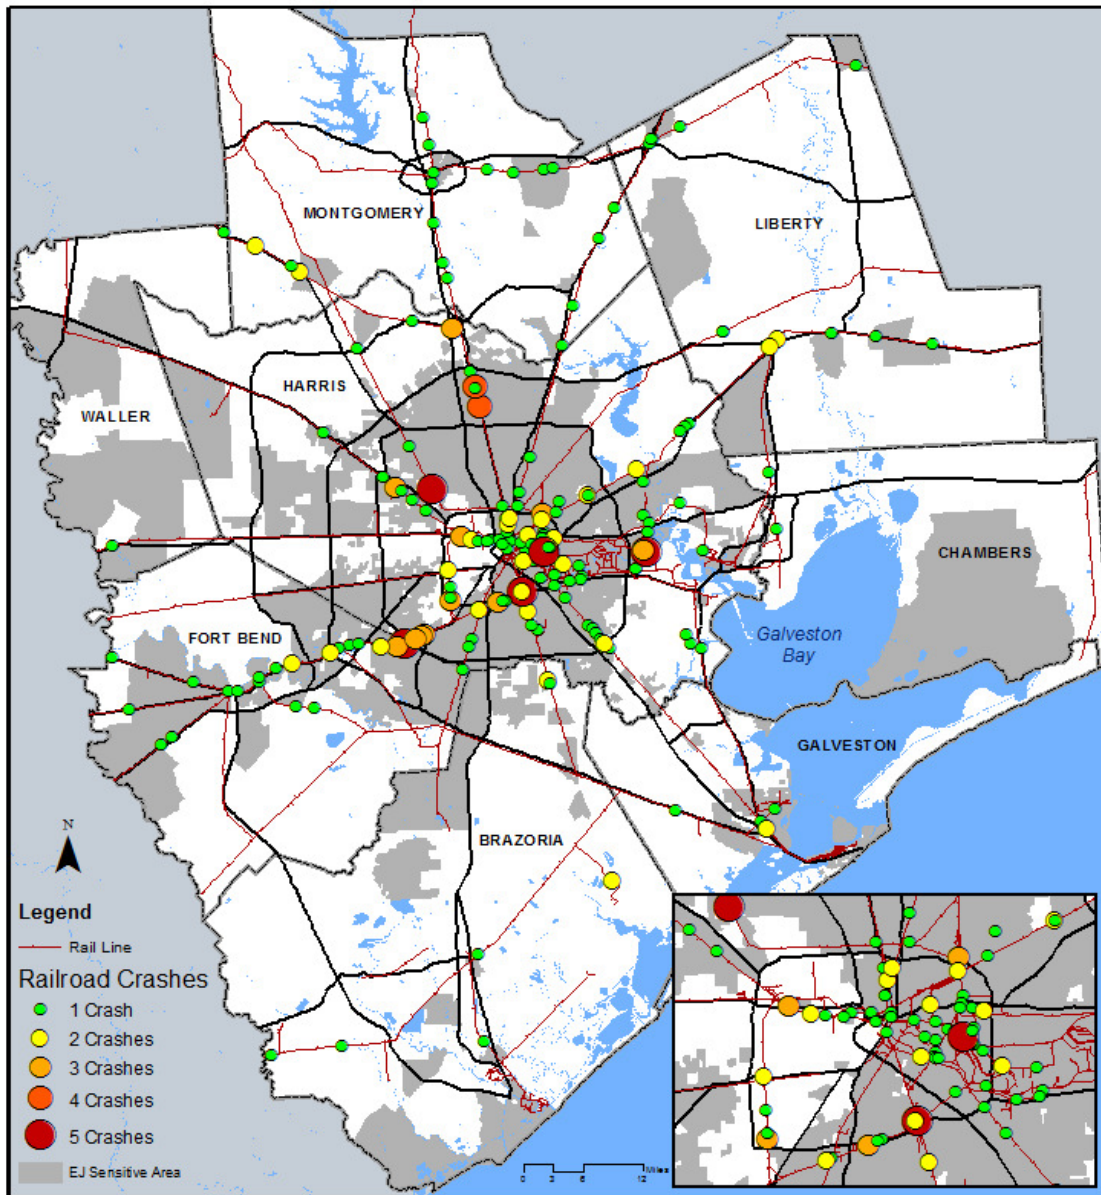 MONTGOMERY
LIBERTY
HARRIS
WALLER
CHAMBERS
FORT BEND
Galveston
Bay
GALVESTON
BRAZORIA
N
Legend
Rail Line
Railroad Crashes
1 Crash
2 Crashes
3 Crashes
4 Crashes
5 Crashes
EJ Sensitive Area
Miles
0 3 6 12